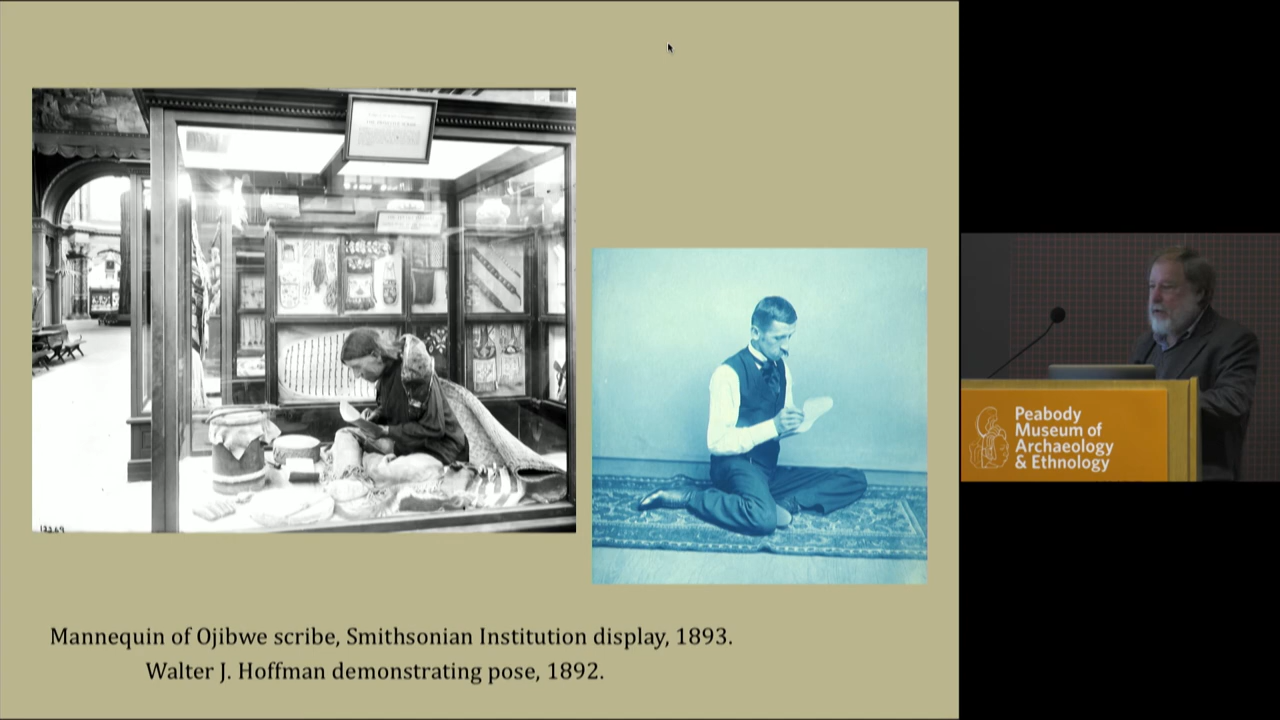 Mannequin of Ojibwe scribe, Smithsonian Institution display, 1893.
Walter J. Hoffman demonstrating pose, 1892.
Peabody
Museum of
Archaeology
& Ethnology